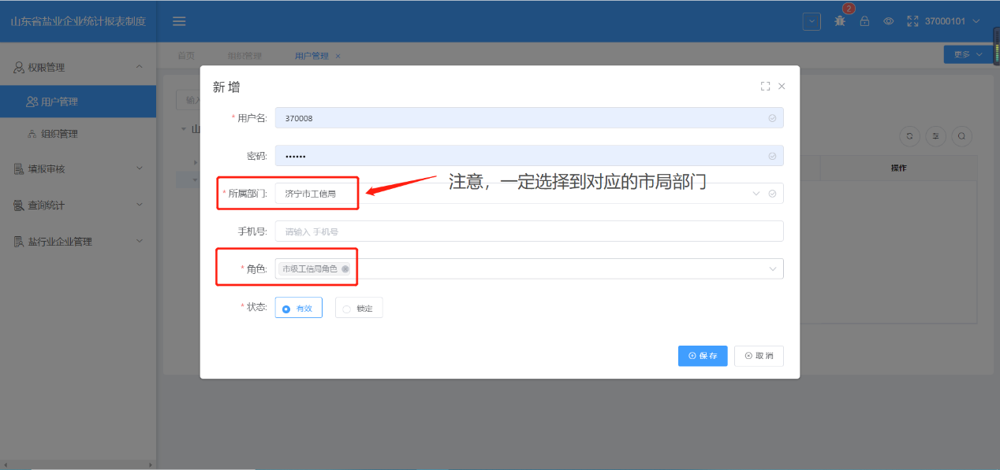 山东省盐业企业统计报表制度
2
37000101
权限管理
首页
组织管理
用户管理
更多
新增
用户管理
* 用户名:
370008
输入
组织管理
密码:
••••••
填报审核
注意，一定选择到对应的市局部门
操作
* 所属部门:
济宁市工信局
查询统计
手机号:
请输入 手机号
盐行业企业管理
* 角色:
市级工信局角色
* 状态:
有效
锁定
保存
取消